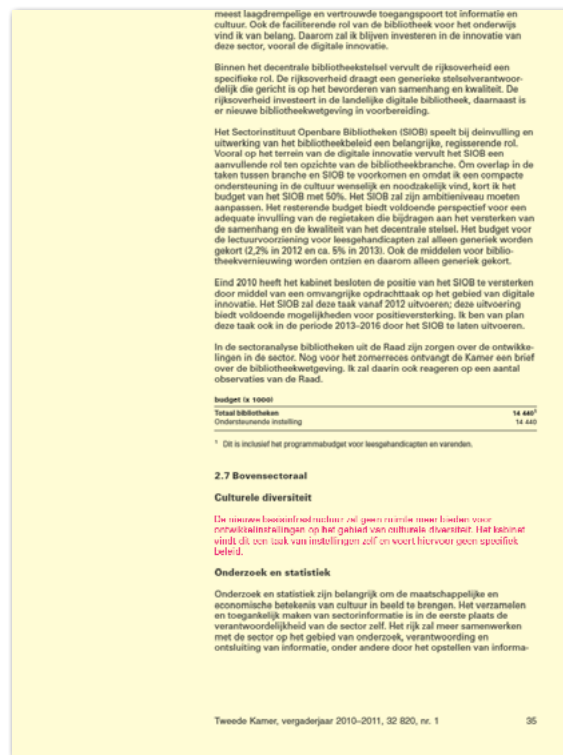 meest laagdrempelige en vertrouwde toegangspoort tot informatie en
cultuur. Ook de faciliterende rol van de bibliotheek voor het onderwijs
vind ik van belang. Daarom zal ik blijven investeren in de innovatie van
deze sector, vooral de digitale innovatie.
Binnen het decentrale bibliotheekstelsel vervult de rijksoverheid een
specifieke rol. De rijksoverheid draagt een generieke stelselverantwoor-
delijk die gericht is op het bevorderen van samenhang en kwaliteit. De
rijksoverheid investeert in de landelijke digitale bibliotheek, daarnaast is
er nieuwe bibliotheekwetgeving in voorbereiding.
Het Sectorinstituut Openbare Bibliotheken (SIOB) speelt bij deinvulling en
uitwerking van het bibliotheekbeleid een belangrijke, regisserende rol.
Vooral op het terrein van de digitale innovatie vervult het SIOB een
aanvullende rol ten opzichte van de bibliotheekbranche. Om overlap in de
taken tussen branche en SIOB te voorkomen en omdat ik een compacte
ondersteuning in de cultuur wenselijk en noodzakelijk vind, kort ik het
budget van het SIOB met 50%. Het SIOB zal zijn ambitieniveau moeten
aanpassen. Het resterende budget biedt voldoende perspectief voor een
adequate invulling van de regietaken die bijdragen aan het versterken van
de samenhang en de kwaliteit van het decentrale stelsel. Het budget voor
de lectuurvoorziening voor leesgehandicapten zal alleen generiek worden
gekort (2,2% in 2012 en ca. 5% in 2013). Ook de middelen voor biblio-
theekvernieuwing worden ontzien en daarom alleen generiek gekort.
Eind 2010 heeft het kabinet besloten de positie van het SIOB te versterken
door middel van een omvangrijke opdrachttaak op het gebied van digitale
innovatie. Het SIOB zal deze taak vanaf 2012 uitvoeren; deze uitvoering
biedt voldoende mogelijkheden voor positieversterking. Ik ben van plan
deze taak ook in de periode 2013–2016 door het SIOB te laten uitvoeren.
In de sectoranalyse bibliotheken uit de Raad zijn zorgen over de ontwikke-
lingen in de sector. Nog voor het zomerreces ontvangt de Kamer een brief
over de bibliotheekwetgeving. Ik zal daarin ook reageren op een aantal
observaties van de Raad.
budget (x 1000)
Totaal bibliotheken 14 440¹
Ondersteunende instelling 14 440
¹ Dit is inclusief het programmabudget voor leesgehandicapten en varenden.
2.7 Bovensectoraal
Culturele diversiteit
De nieuwe basisinfrastructuur zal geen ruimte meer bieden voor
ontwikkelinstellingen op het gebied van culturele diversiteit. Het kabinet
vindt dit een taak van instellingen zelf en voert hiervoor geen specifiek
beleid.
Onderzoek en statistiek
Onderzoek en statistiek zijn belangrijk om de maatschappelijke en
economische betekenis van cultuur in beeld te brengen. Het verzamelen
en toegankelijk maken van sectorinformatie is in de eerste plaats de
verantwoordelijkheid van de sector zelf. Het rijk zal meer samenwerken
met de sector op het gebied van onderzoek, verantwoording en
ontsluiting van informatie, onder andere door het opstellen van informa-
Tweede Kamer, vergaderjaar 2010–2011, 32 820, nr. 1 35